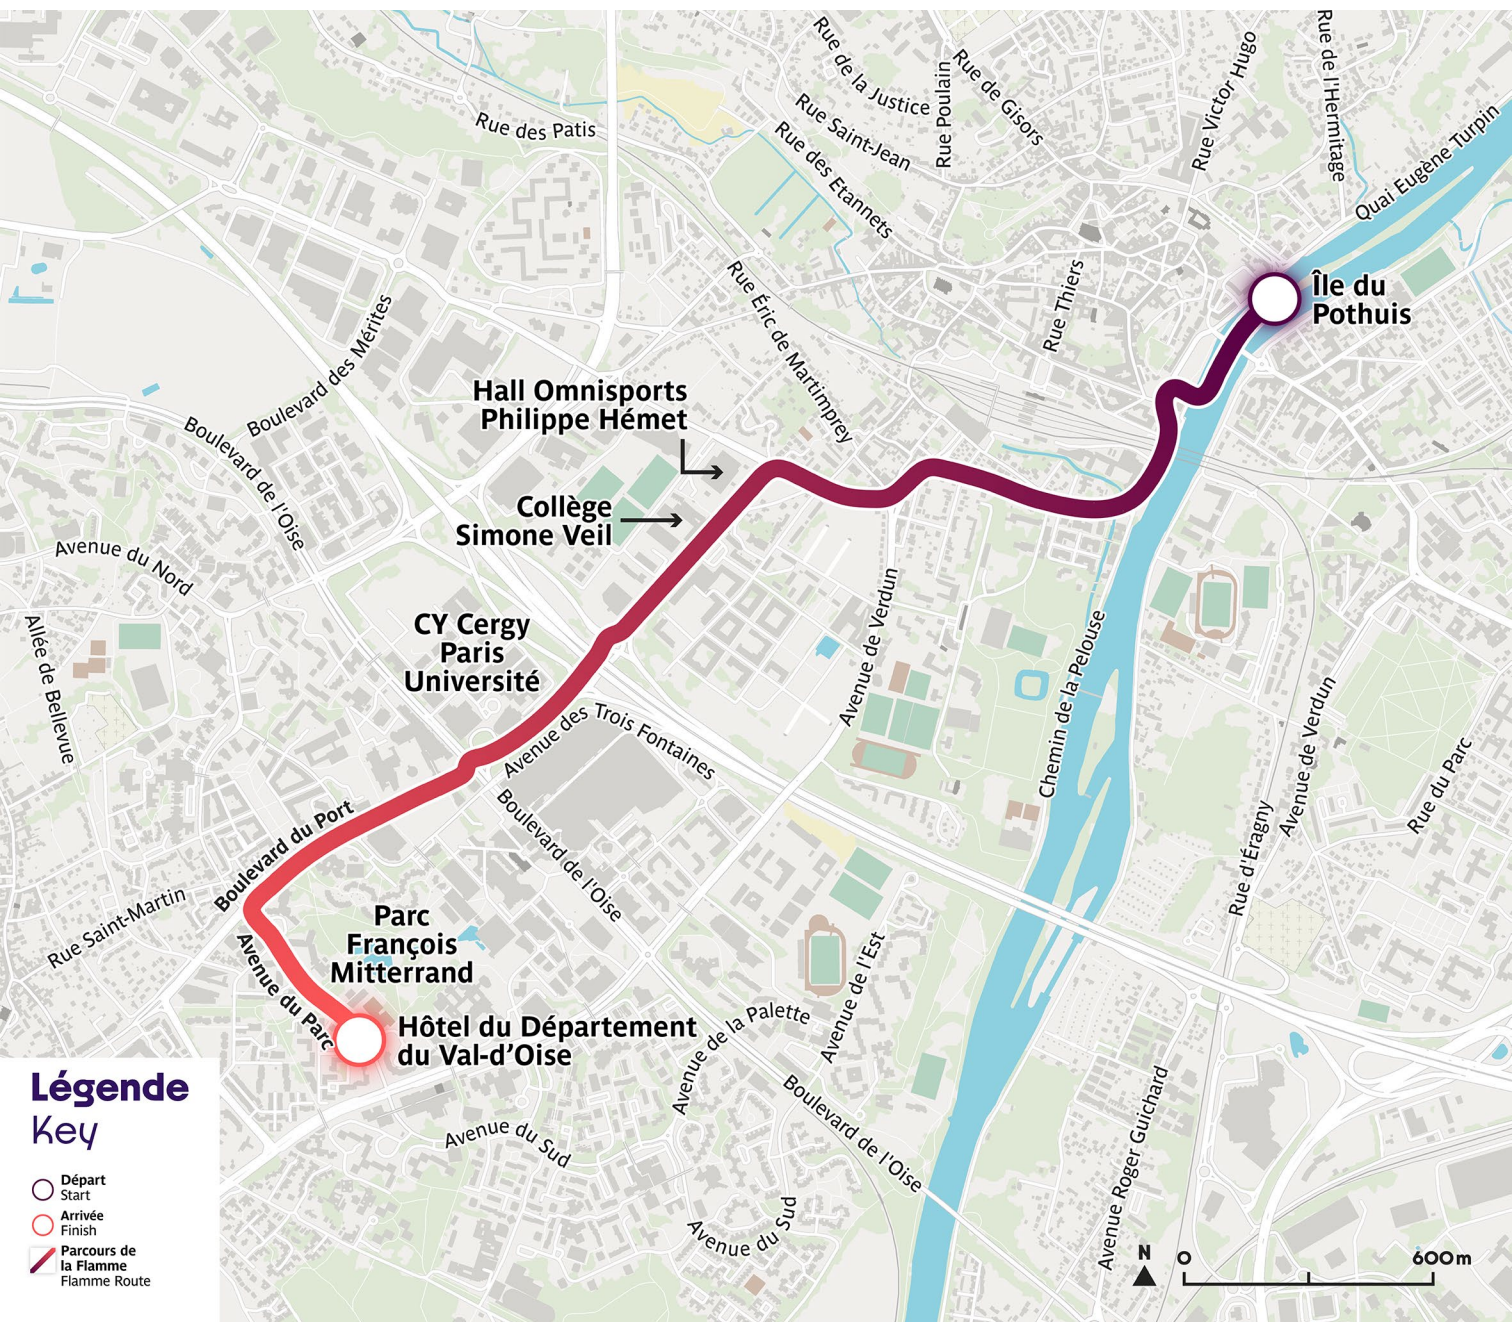 Rue de la Justice
Rue Poulain
Rue de Gisors
Rue Victor Hugo
Rue de l'Hermitage
Quai Eugène Turpin
Rue des Patis
Rue Saint-Jean
Rue des Etannets
Rue Éric de Martimprey
Rue Thiers
Île du
Pothuis
Boulevard des Mérites
Hall Omnisports
Philippe Hémet
Boulevard de l'Oise
Collège
Simone Veil
Avenue du Nord
Allée de Bellevue
CY Cergy
Paris
Université
Avenue de Verdun
Chemin de la Pelouse
Avenue des Trois Fontaines
Avenue de Verdun
Rue du Parc
Rue d'Éragny
Boulevard du Port
Boulevard de l'Oise
Rue Saint-Martin
Parc
François
Mitterrand
Avenue du Parc
Avenue de l'Est
Hôtel du Département
du Val-d'Oise
Avenue de la Palette
Boulevard de l'Oise
Avenue du Sud
Avenue du Sud
Avenue Roger Guichard
Légende
Key
Départ
Start
Arrivée
Finish
Parcours de
la Flamme
Flamme Route
N
0
600m